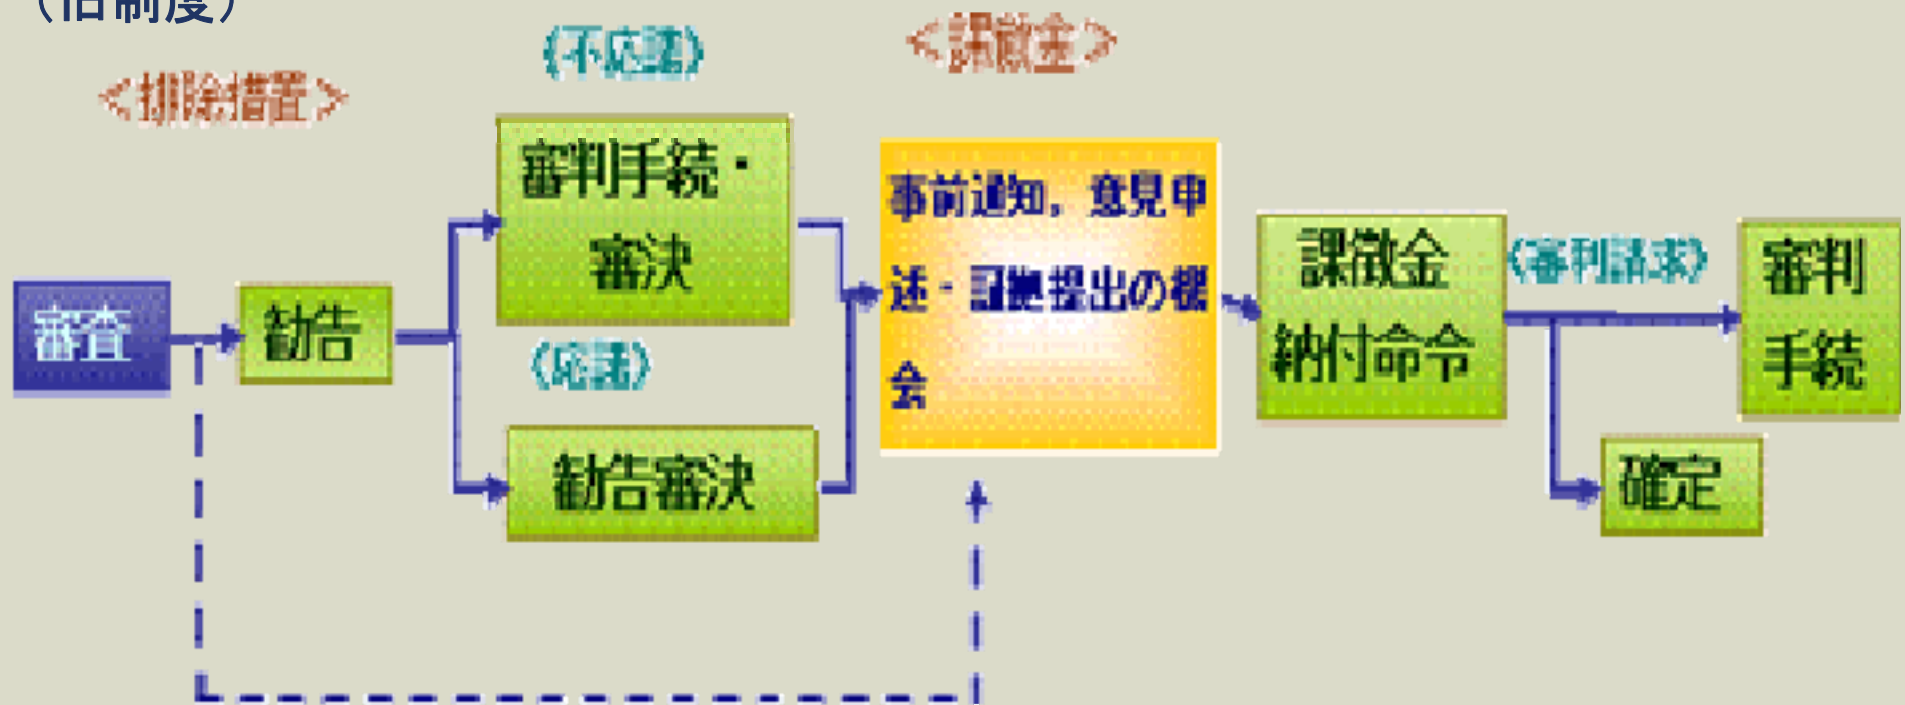 （旧制度）
＜排除措置＞
（不応諾）
＜課徴金＞
審判手続・
審決
事前通知，意見申
述・証拠提出の機
会
課徴金
納付命令
（審判請求）
審判
手続
審査
勧告
（応諾）
勧告審決
確定